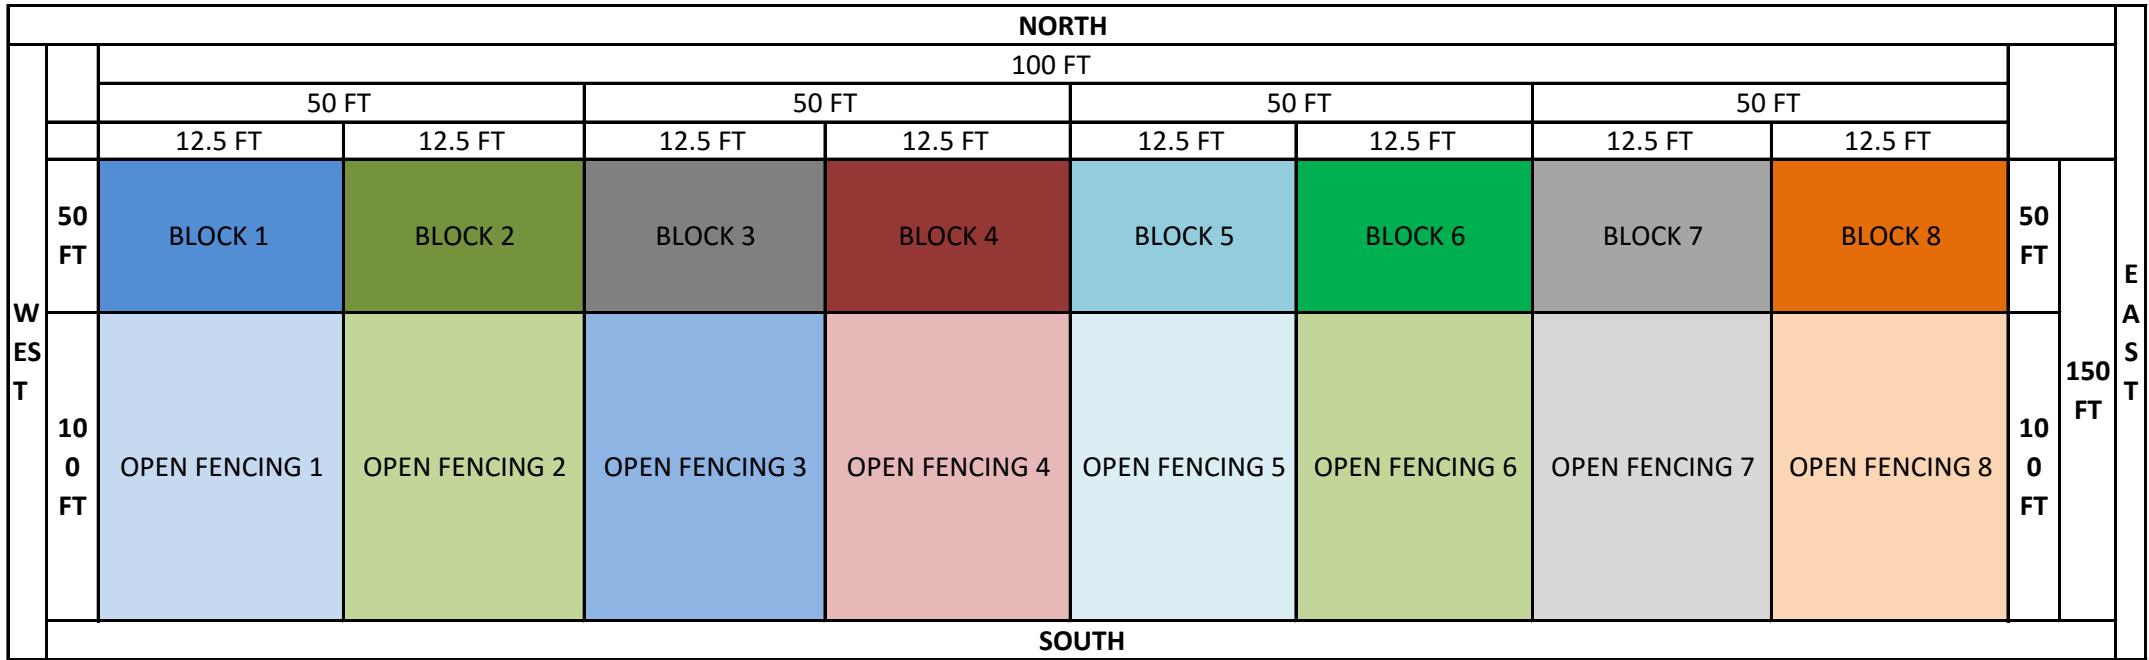 NORTH
100 FT
50 FT 50 FT 50 FT 50 FT
12.5 FT 12.5 FT 12.5 FT 12.5 FT 12.5 FT 12.5 FT 12.5 FT 12.5 FT
W
ES
T
50
FT
BLOCK 1 BLOCK 2 BLOCK 3 BLOCK 4 BLOCK 5 BLOCK 6 BLOCK 7 BLOCK 8
50
FT
10
0
FT
OPEN FENCING 1 OPEN FENCING 2 OPEN FENCING 3 OPEN FENCING 4 OPEN FENCING 5 OPEN FENCING 6 OPEN FENCING 7 OPEN FENCING 8
10
0
FT
150
FT
E
A
S
T
SOUTH